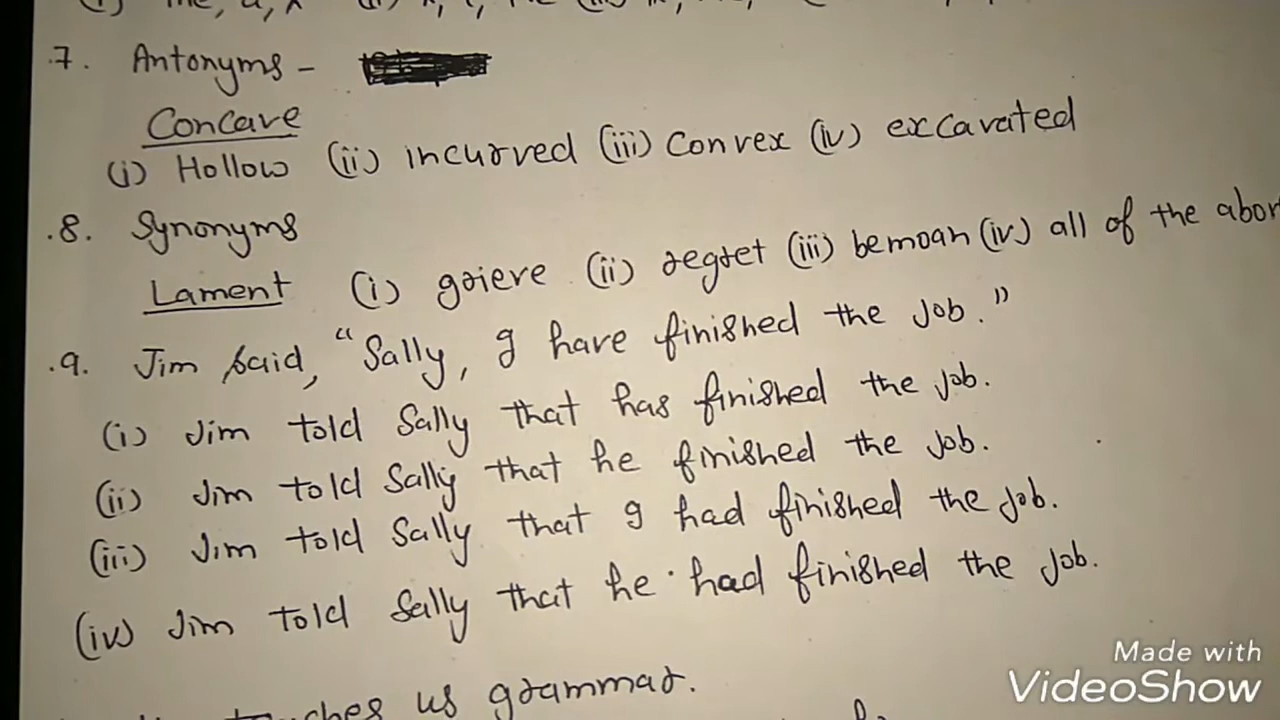 7. Antonyms -
Concave
(i) Hollow (ii) incurved (iii) Convex (iv) excavated
8. Synonyms
Lament (i) grieve (ii) regret (iii) bemoan (iv) all of the abov
9. Jim said, "Sally, I have finished the job."
(i) Jim told Sally that has finished the job.
(ii) Jim told Sally that he finished the job.
(iii) Jim told Sally that I had finished the job.
(iv) Jim told Sally that he had finished the job.
us grammar.
Made with
VideoShow